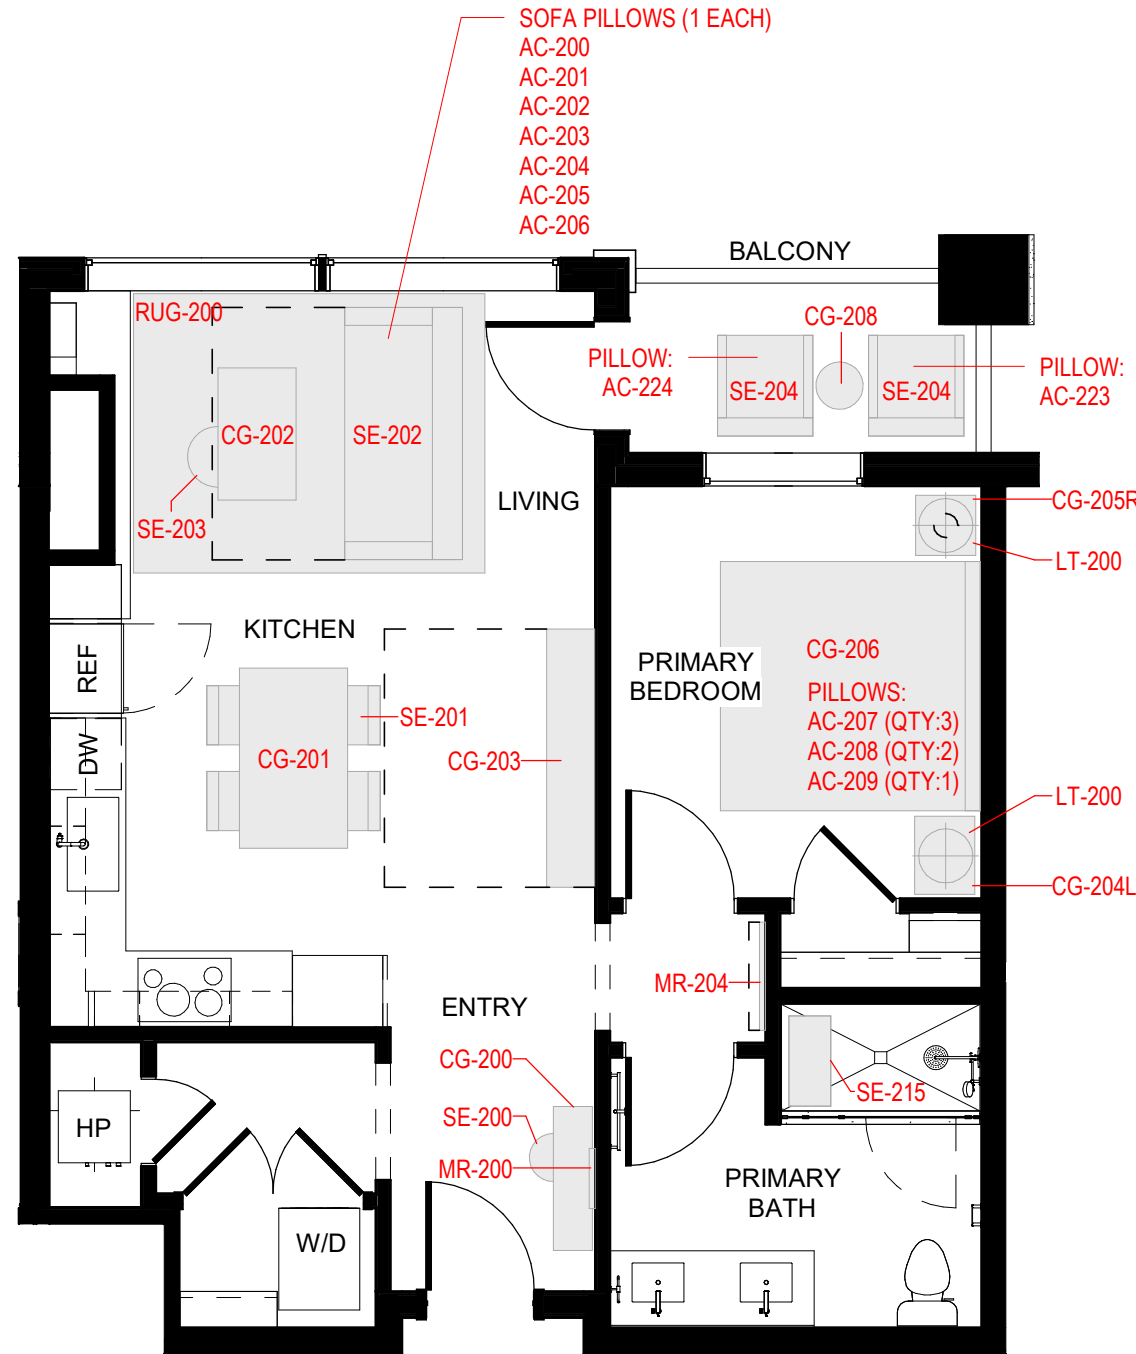 SOFA PILLOWS (1 EACH)
AC-200
AC-201
AC-202
AC-203
AC-204
AC-205
AC-206
BALCONY
RUG-200
CG-208
PILLOW:
AC-224
SE-204
SE-204
PILLOW:
AC-223
CG-202
SE-202
LIVING
SE-203
CG-205R
LT-200
KITCHEN
REF
PRIMARY
BEDROOM
CG-206
PILLOWS:
AC-207 (QTY:3)
AC-208 (QTY:2)
AC-209 (QTY:1)
SE-201
CG-201
CG-203
DW
LT-200
CG-204L
MR-204
ENTRY
CG-200
SE-200
MR-200
SE-215
HP
PRIMARY
BATH
W/D